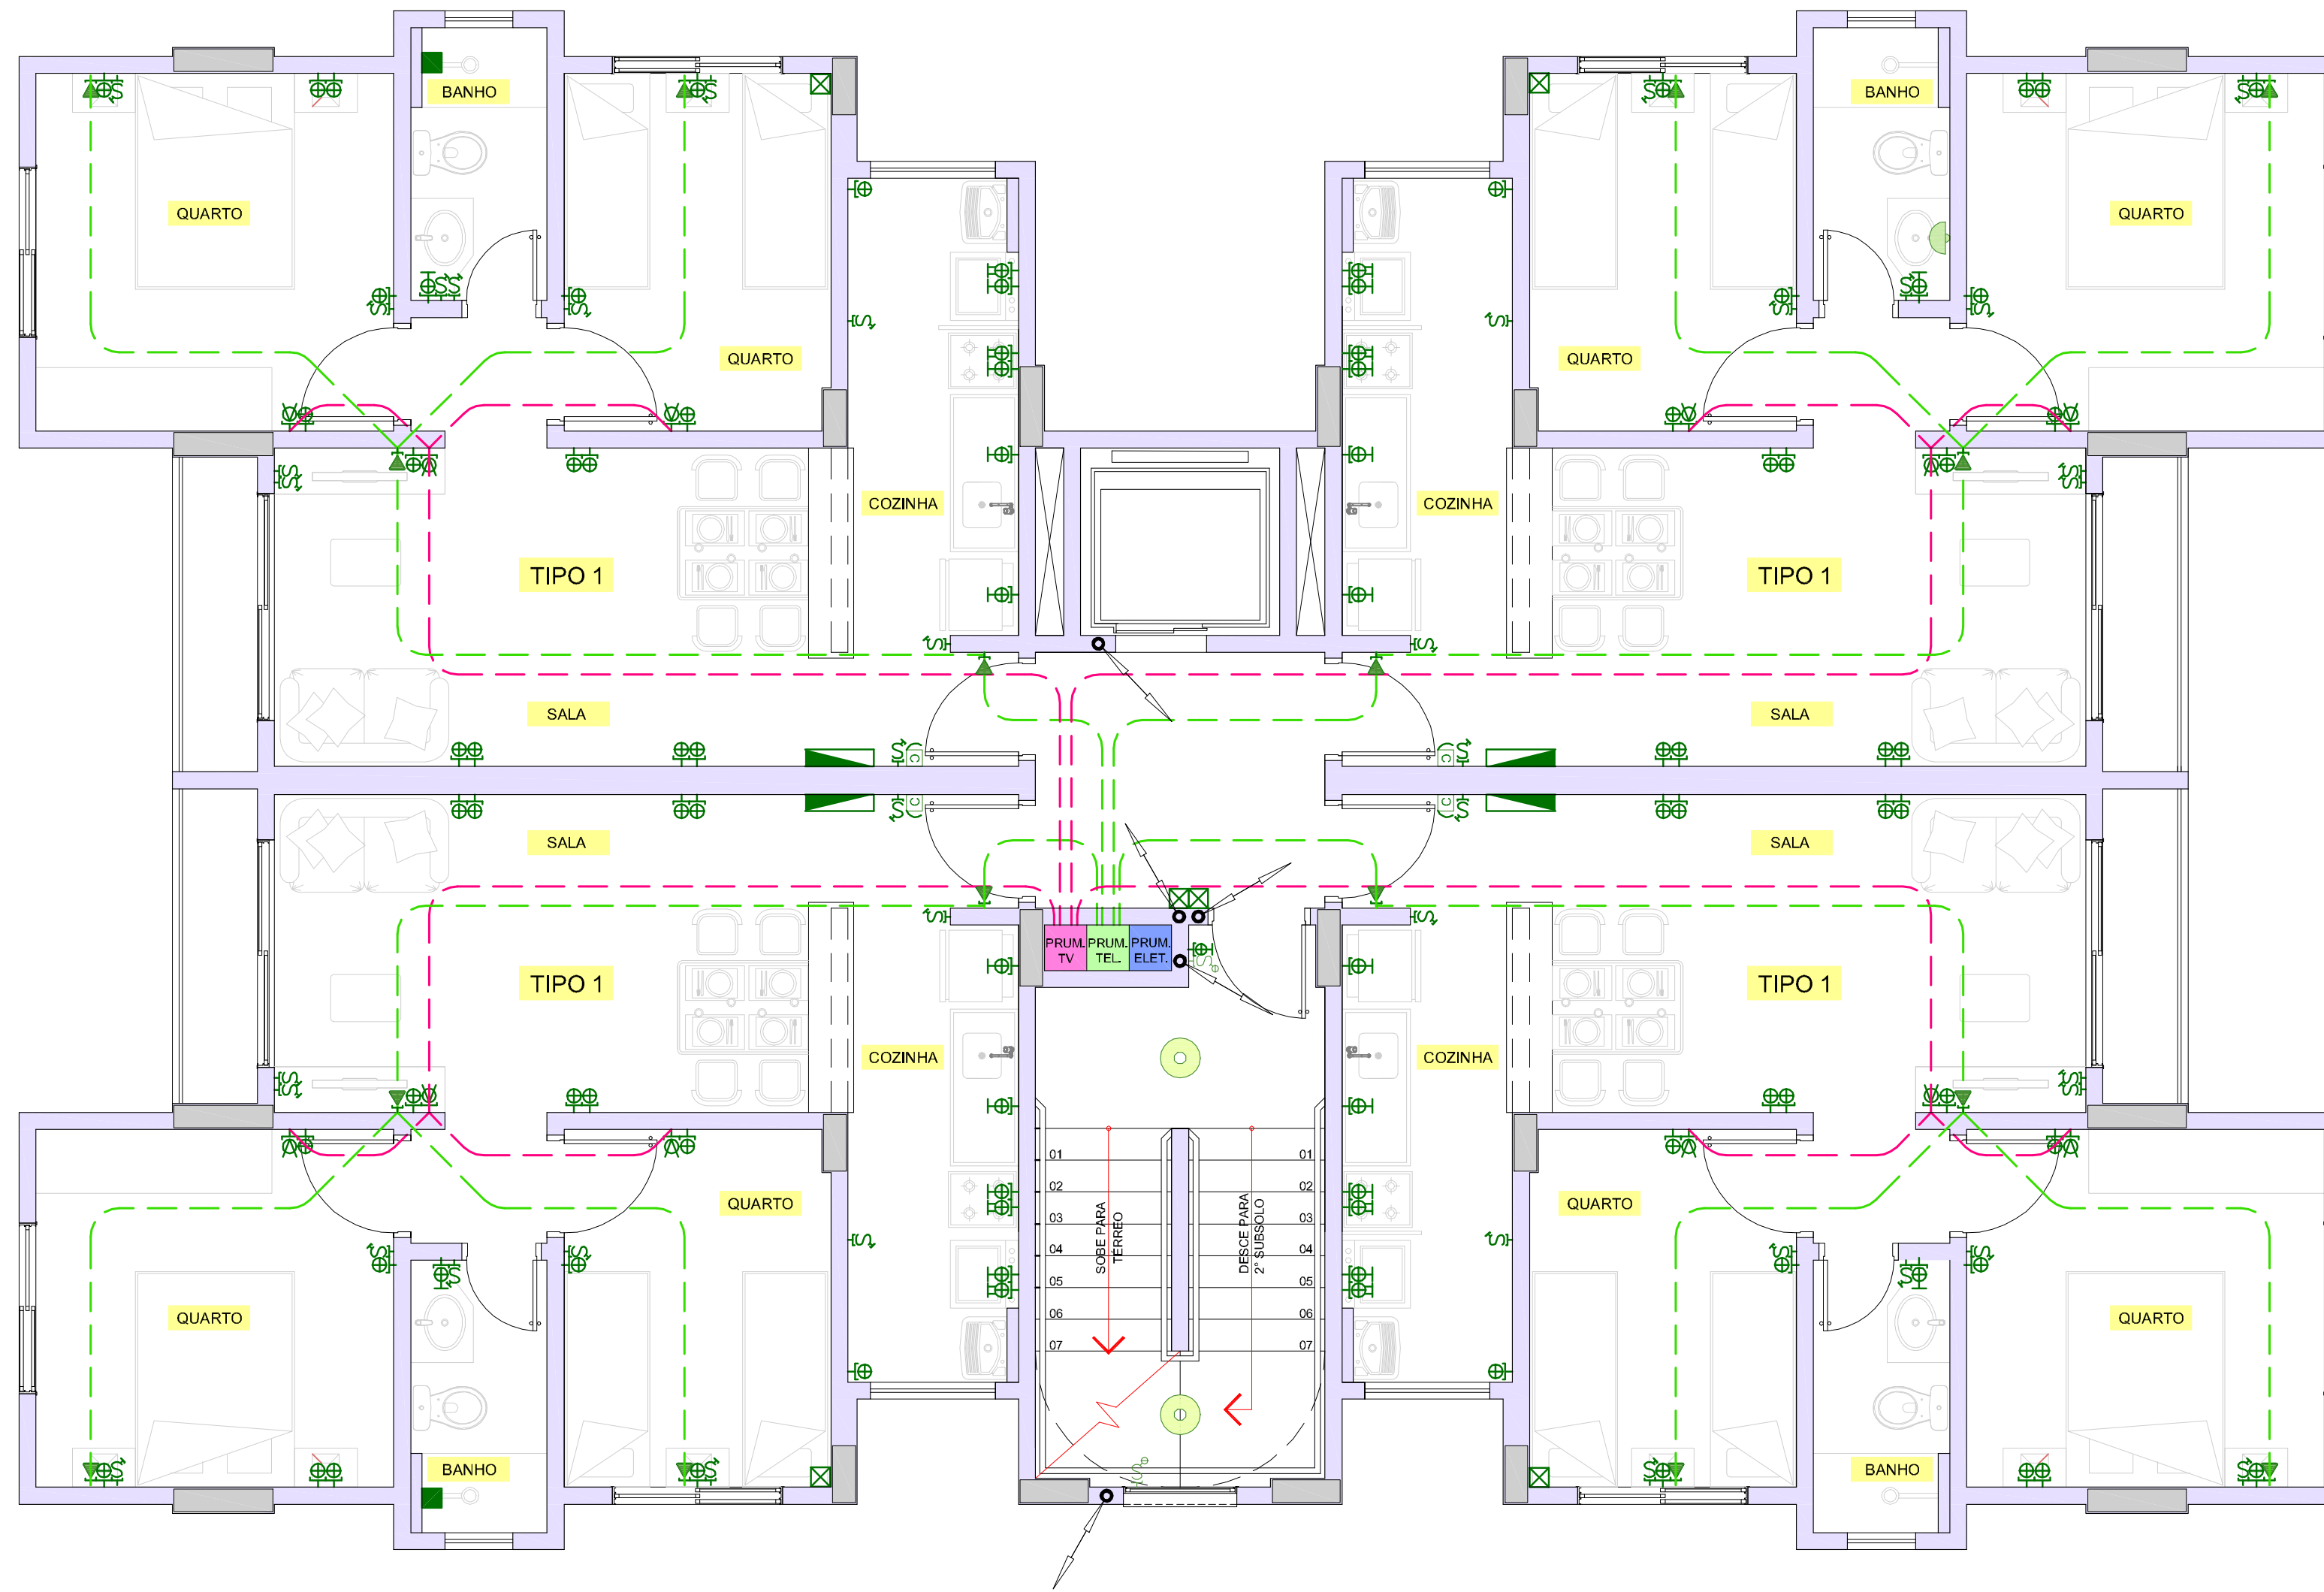 BANHO
BANHO
QUARTO
QUARTO
QUARTO
QUARTO
COZINHA
COZINHA
TIPO 1
TIPO 1
SALA
SALA
C
C
C
C
SALA
SALA
PRUM.
TV
PRUM.
TEL.
PRUM.
ELET.
TIPO 1
TIPO 1
COZINHA
COZINHA
01
02
03
04
05
06
07
SOBE PARA
TÉRREO
DESCE PARA
2° SUBSOLO
01
02
03
04
05
06
07
QUARTO
QUARTO
QUARTO
QUARTO
BANHO
BANHO